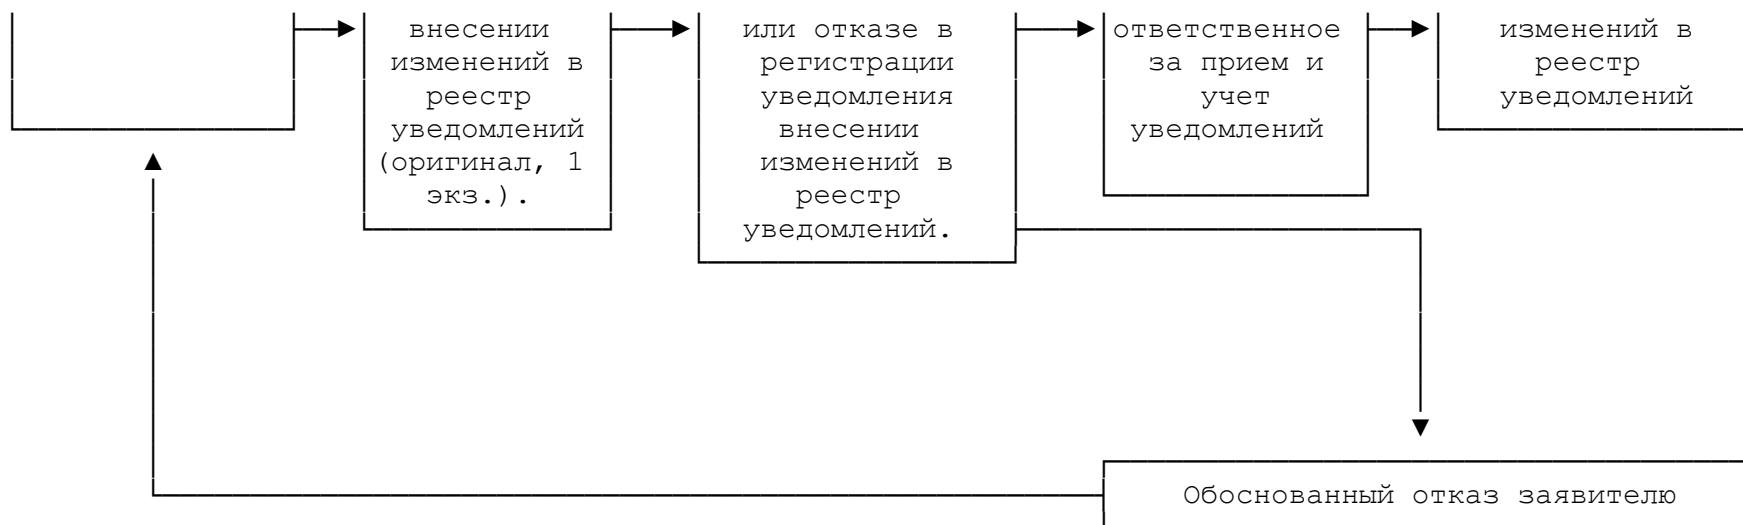 внесении
изменений в
реестр
уведомлений
(оригинал, 1
экз.).
или отказе в
регистрации
уведомления
внесении
изменений в
реестр
уведомлений.
ответственное
за прием и
учет
уведомлений
изменений в
реестр
уведомлений
Обоснованный отказ заявителю